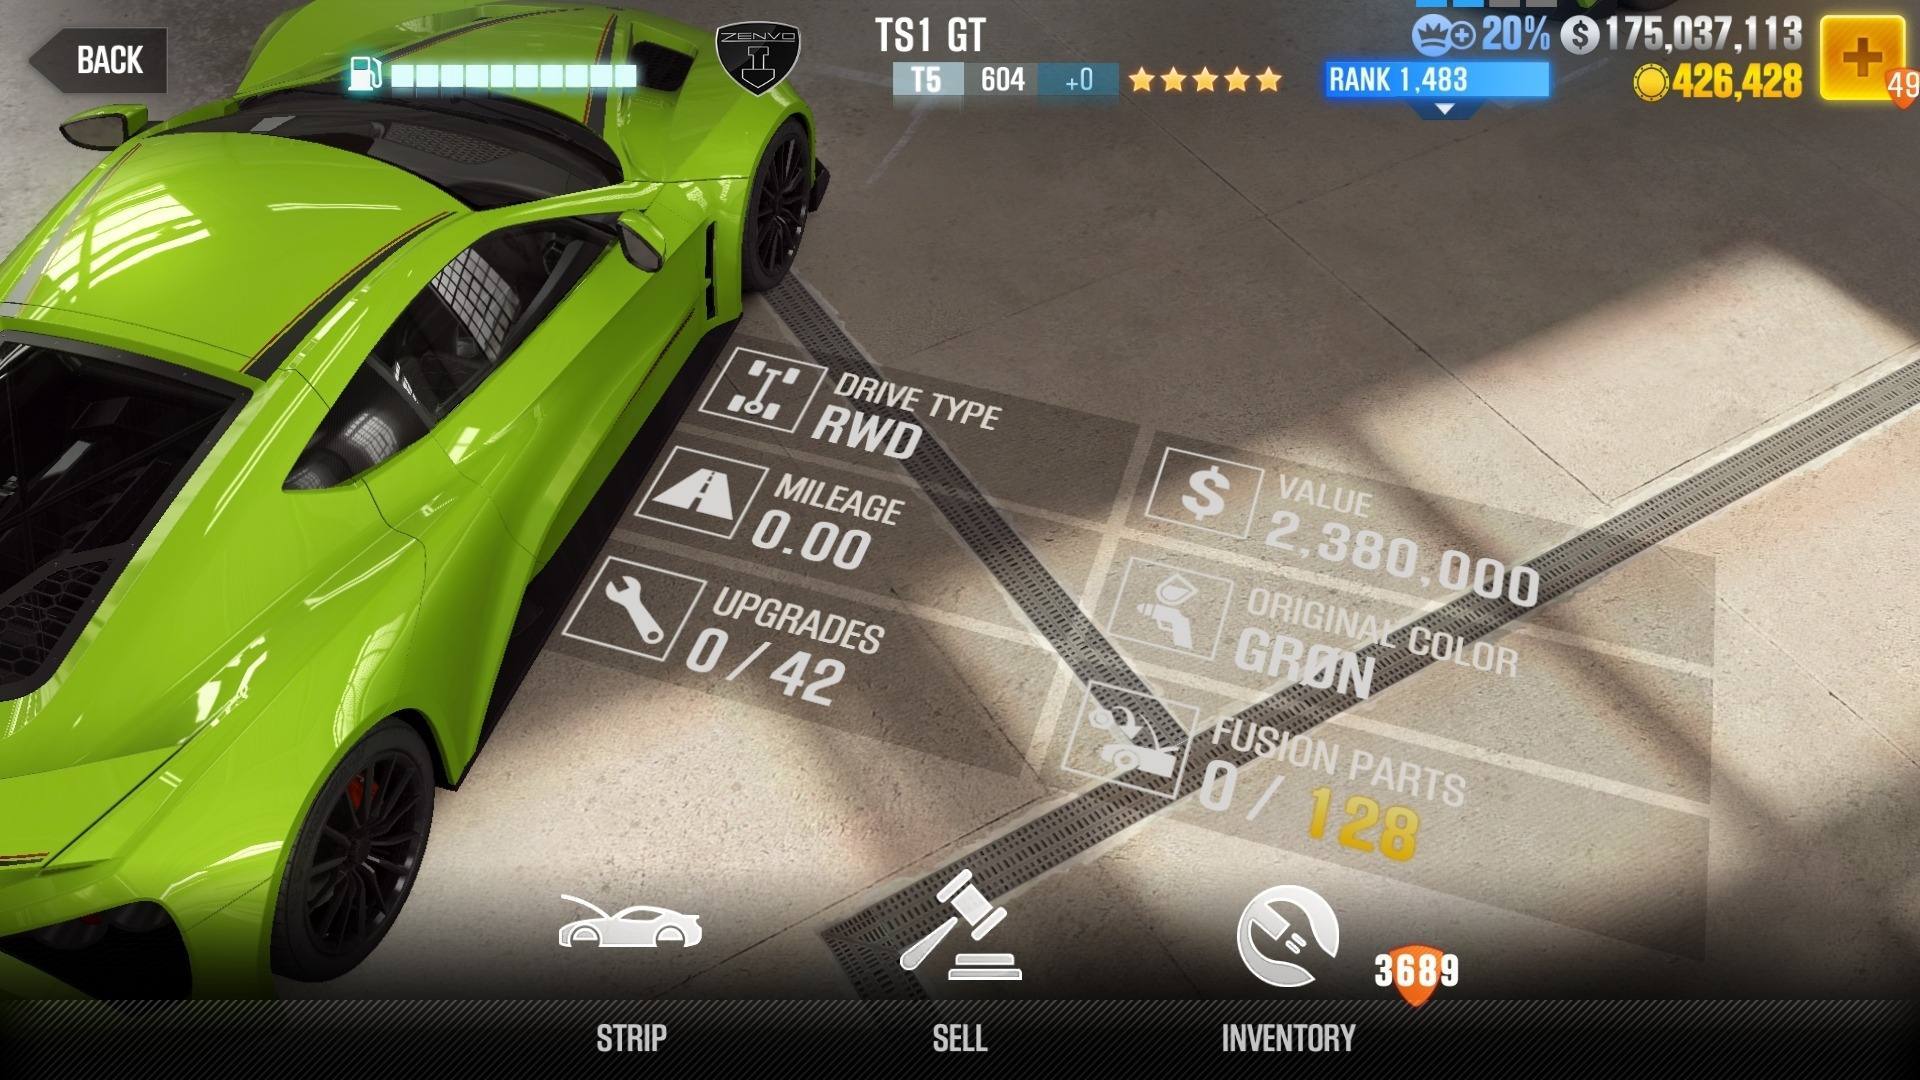 BACK
ZENVO
TS1 GT
T5 604 +0
20%
$ 175,037,113
RANK 1,483
426,428
49
DRIVE TYPE
RWD
MILEAGE
0.00
UPGRADES
0 / 42
$
VALUE
2,380,000
ORIGINAL COLOR
GRØN
FUSION PARTS
0 / 128
3689
STRIP
SELL
INVENTORY